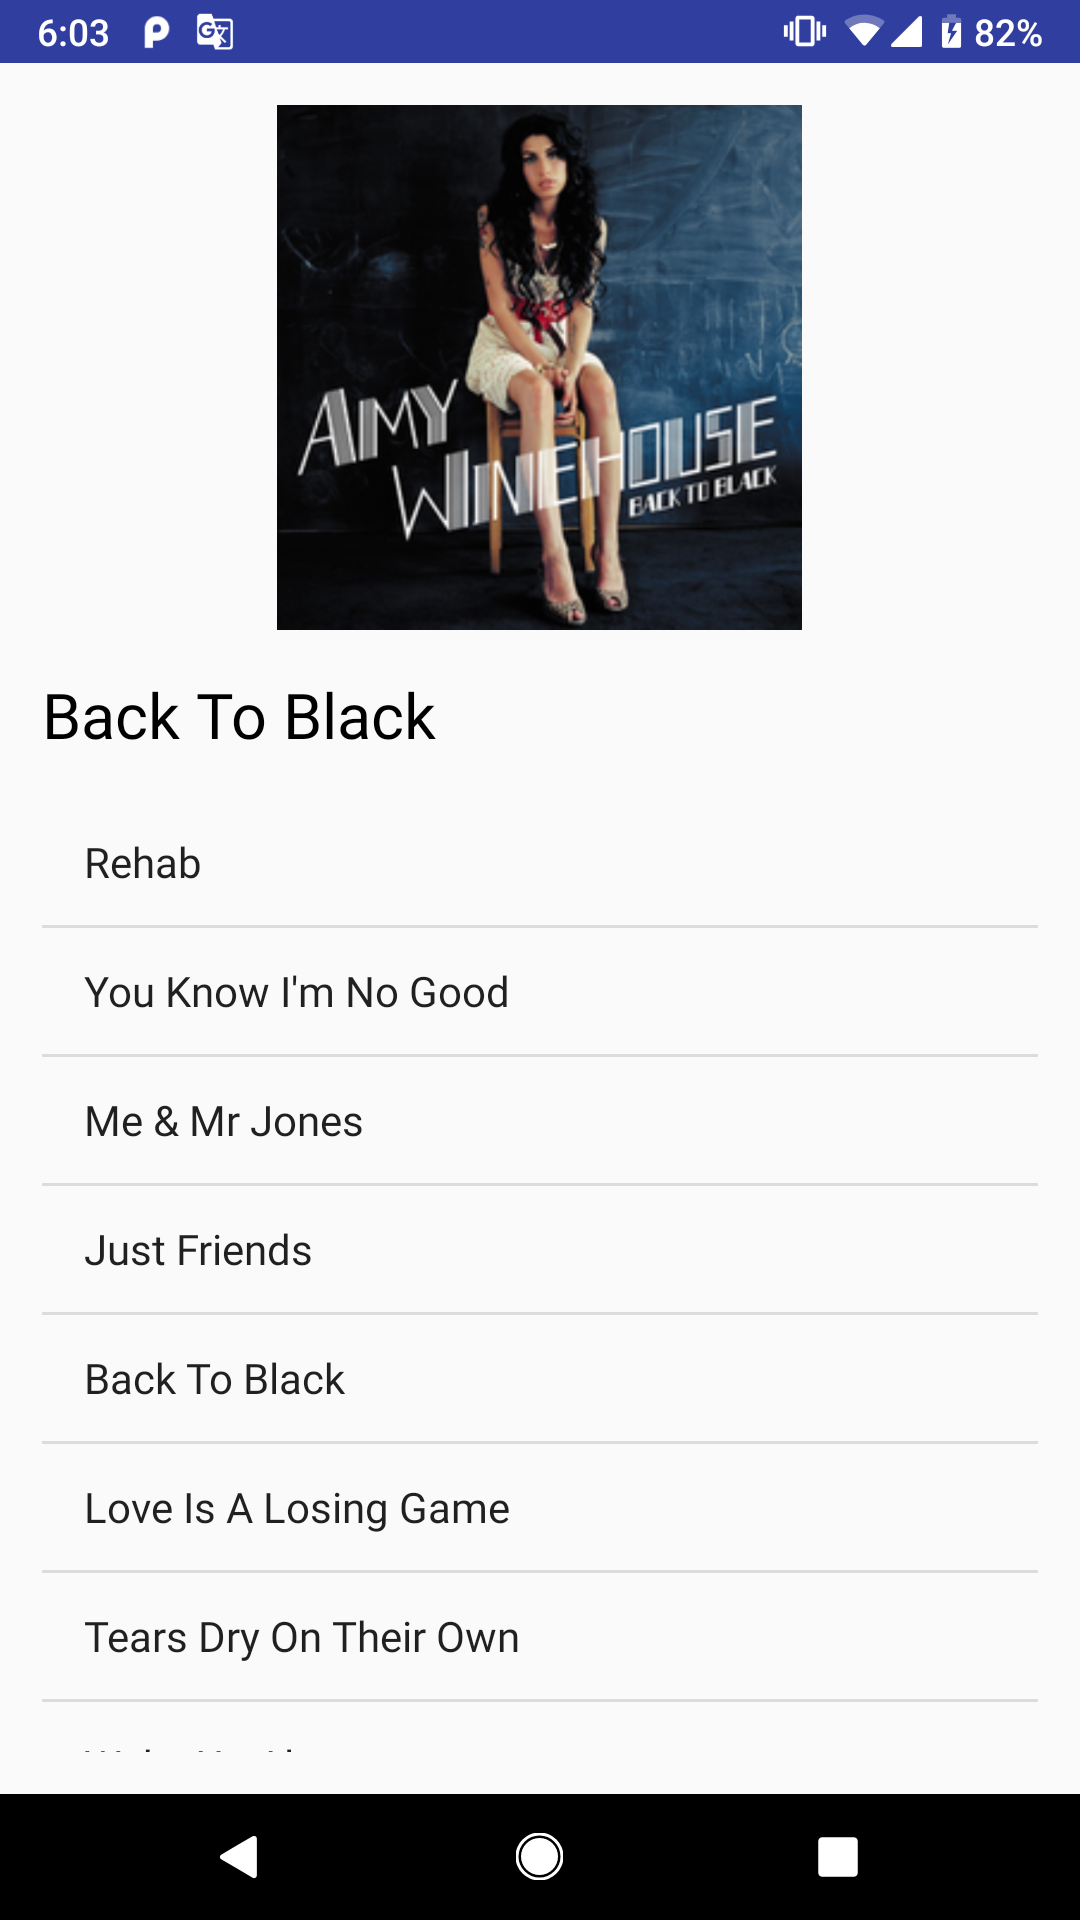 6:03
82%
AMY
WINEHOUSE
BACK TO BLACK
Back To Black
Rehab
You Know I'm No Good
Me & Mr Jones
Just Friends
Back To Black
Love Is A Losing Game
Tears Dry On Their Own